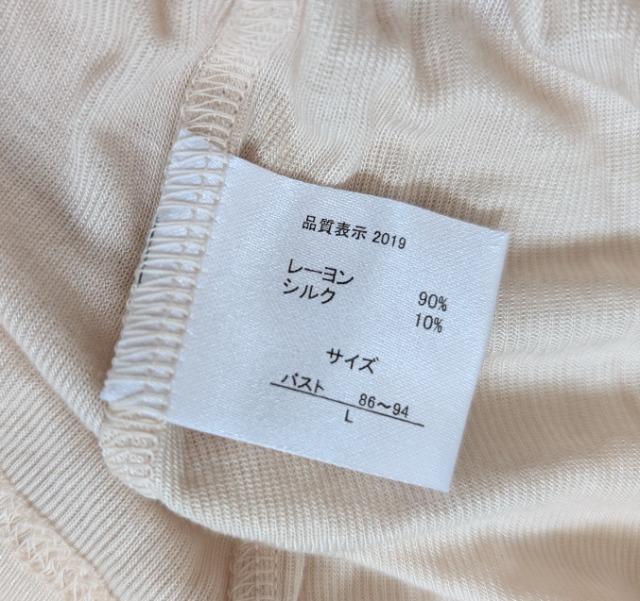 品質表示 2019
レーヨン 90%
シルク 10%
サイズ
バスト 86～94
L